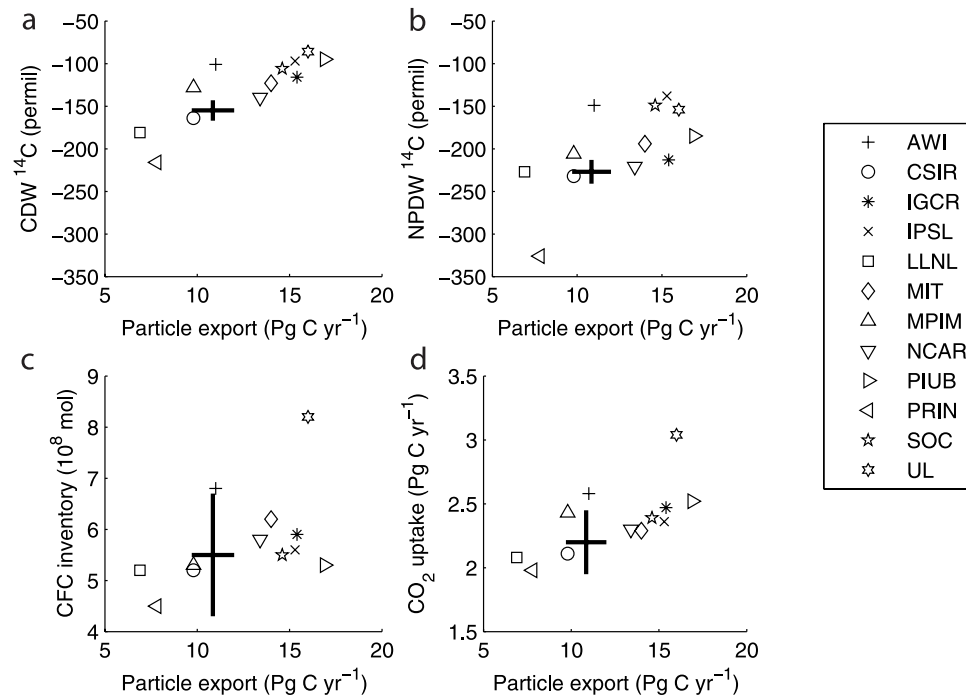 a
−50
−100
−150
−200
−250
−300
−350
CDW ¹⁴C (permil)
5 10 15 20
Particle export (Pg C yr⁻¹)
b
−50
−100
−150
−200
−250
−300
−350
NPDW ¹⁴C (permil)
5 10 15 20
Particle export (Pg C yr⁻¹)
c
9
8
7
6
5
4
CFC inventory (10⁸ mol)
5 10 15 20
Particle export (Pg C yr⁻¹)
d
3.5
3
2.5
2
1.5
CO₂ uptake (Pg C yr⁻¹)
5 10 15 20
Particle export (Pg C yr⁻¹)
AWI
CSIR
IGCR
IPSL
LLNL
MIT
MPIM
NCAR
PIUB
PRIN
SOC
UL